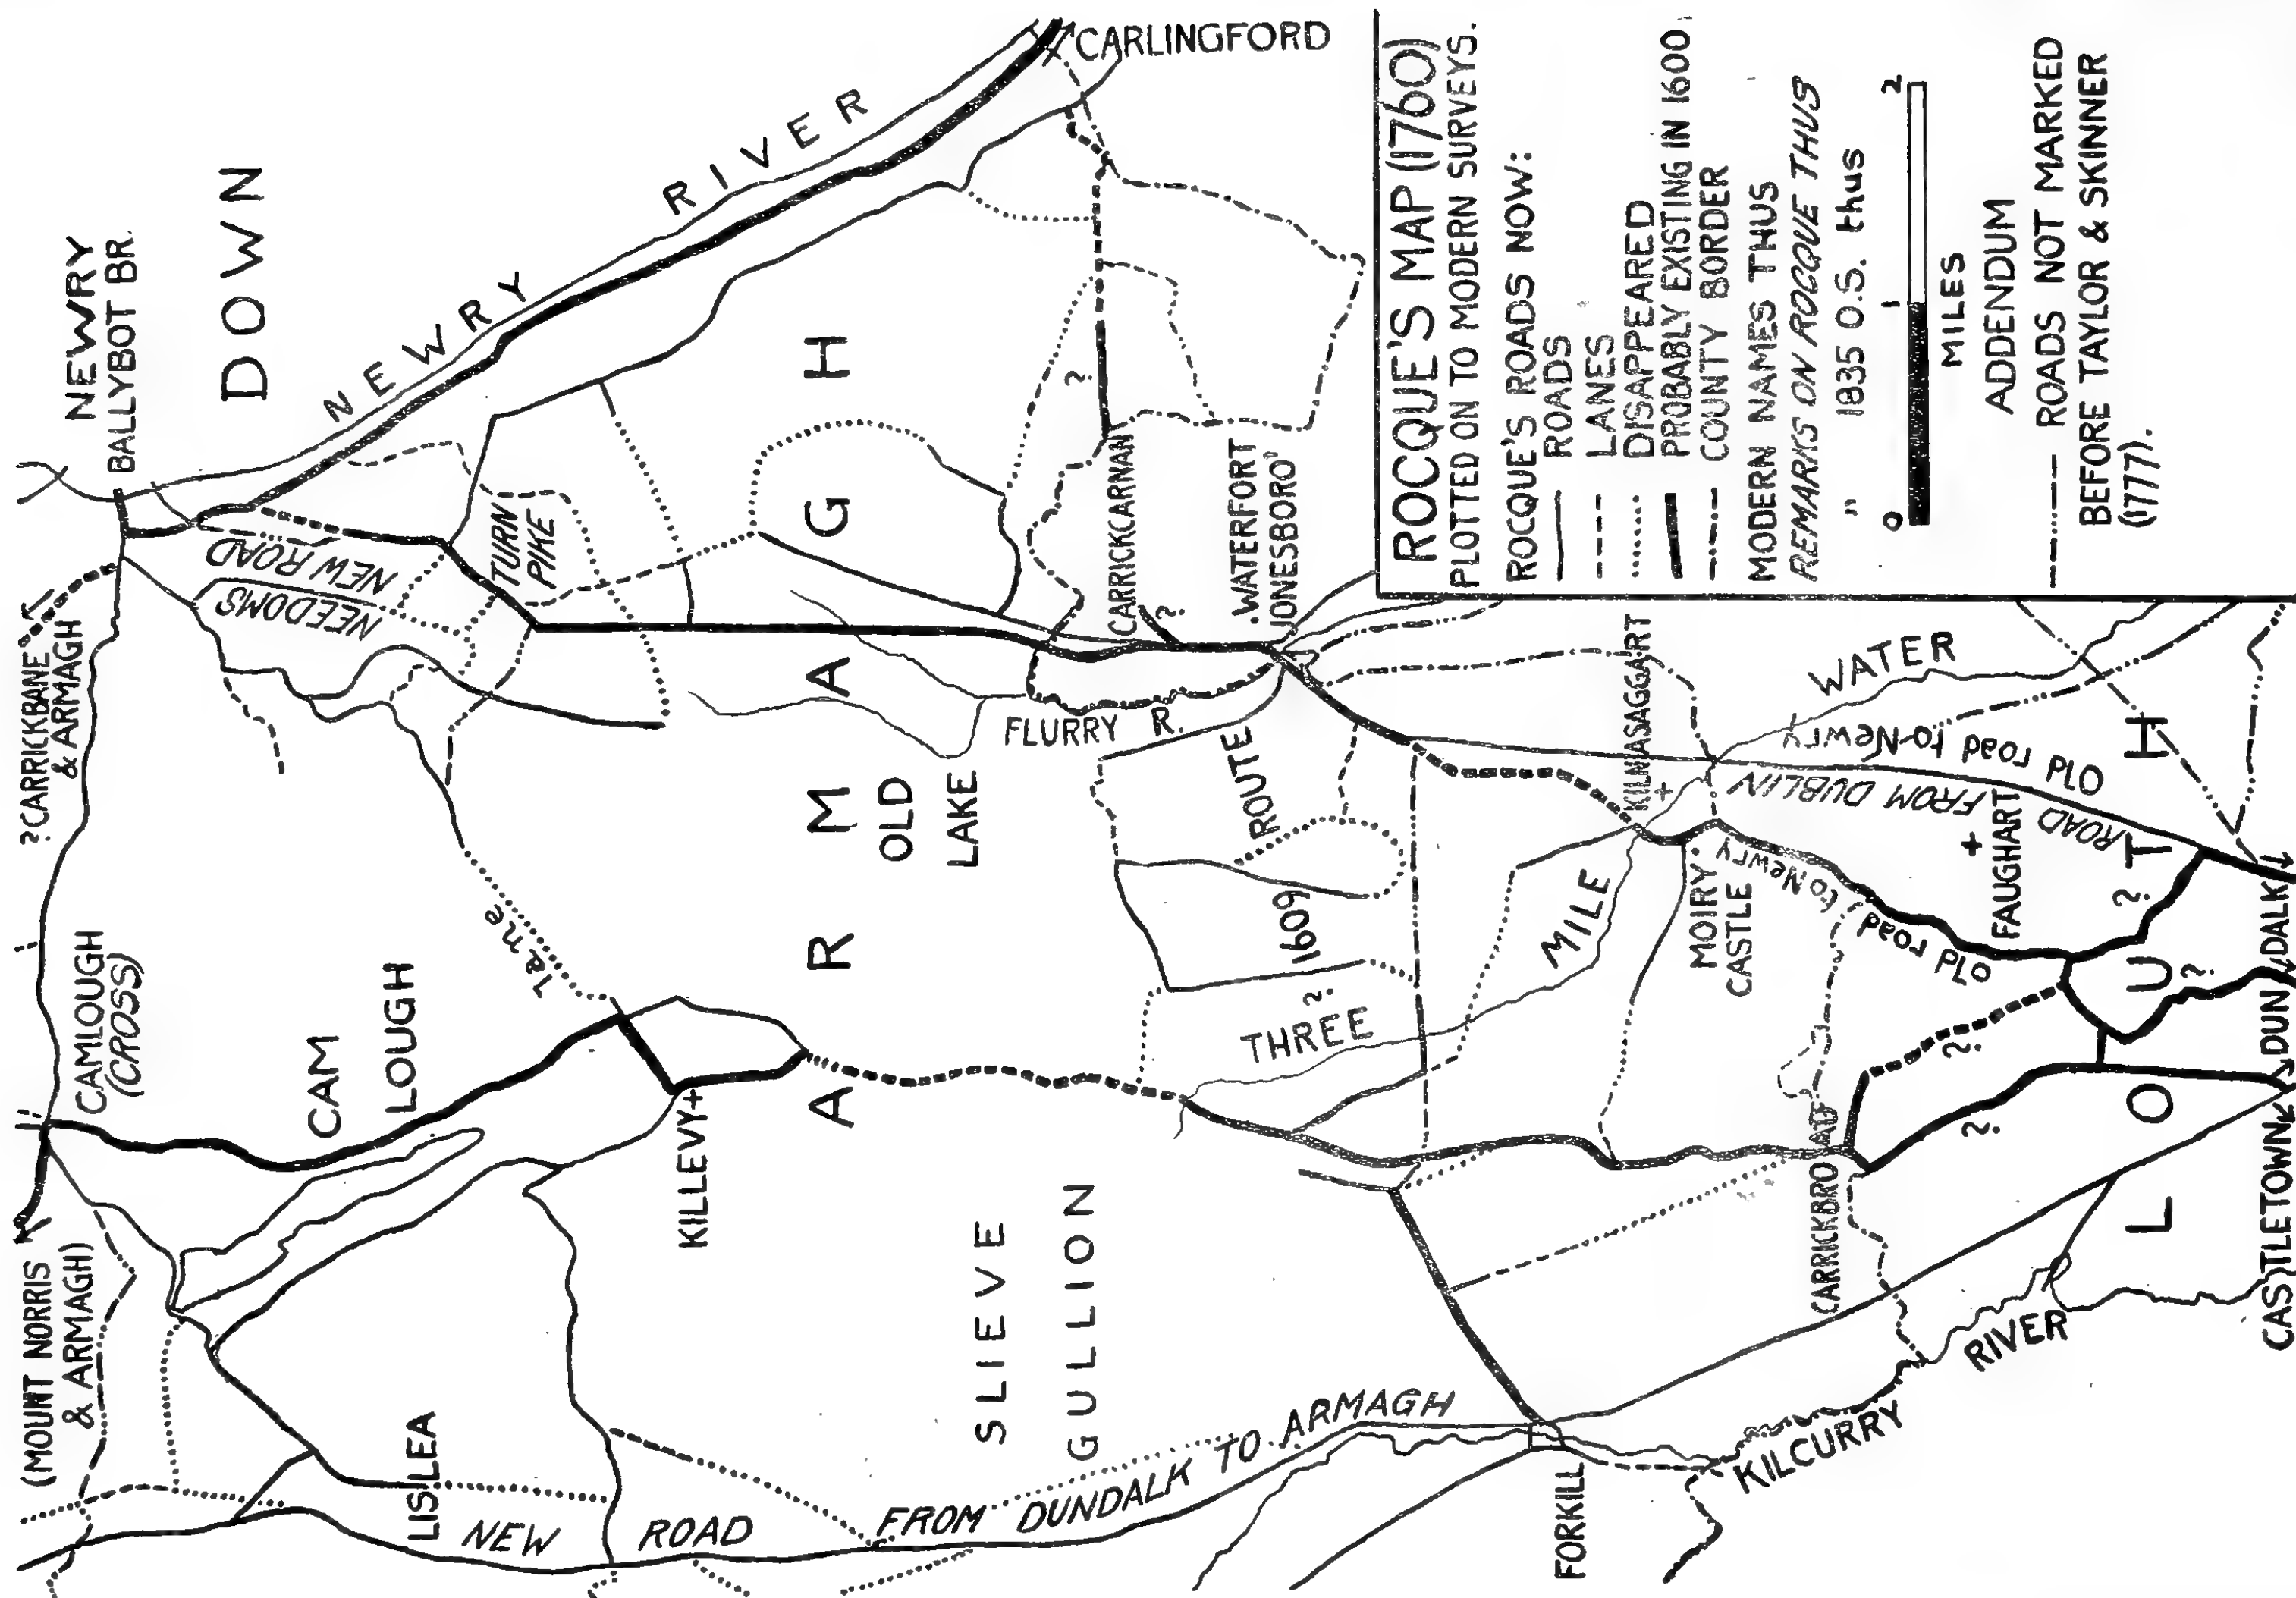 NEWRY
BALLYBOT BR.
DOWN
NEWRY RIVER
CARLINGFORD
?CARRICKBANE
& ARMAGH
NEEDOMS
NEW ROAD
TURN
PIKE
CAMLOUGH
(CROSS)
CAM
LOUGH
lane
(MOUNT NORRIS
& ARMAGH)
LISLEA
KILLEVY+
ARMAGH
OLD
LAKE
FLURRY R.
?
CARRICKCARNAN
?
.WATERFORT
JONESBORO'
1609 ROUTE
?
THREE MILE WATER
SLIEVE
GULLION
NEW ROAD FROM DUNDALK TO ARMAGH
FORKILL
KILCURRY RIVER
KILNASAGGART
+
MOIRY
CASTLE
CARRICKBROAD
Old road to Newry
Old road to Newry
ROAD FROM DUBLIN
+
FAUGHART
LOUTH
?
?
?
?
CASTLETOWN
DUNDALK
ROCQUE'S MAP (1760)
PLOTTED ON TO MODERN SURVEYS.
ROCQUE'S ROADS NOW:
ROADS
LANES
DISAPPEARED
PROBABLY EXISTING IN 1600.
COUNTY BORDER
MODERN NAMES THUS
REMARKS ON ROCQUE THUS
" 1835 O.S. thus
0 1 2
MILES
ADDENDUM
ROADS NOT MARKED
BEFORE TAYLOR & SKINNER
(1777).